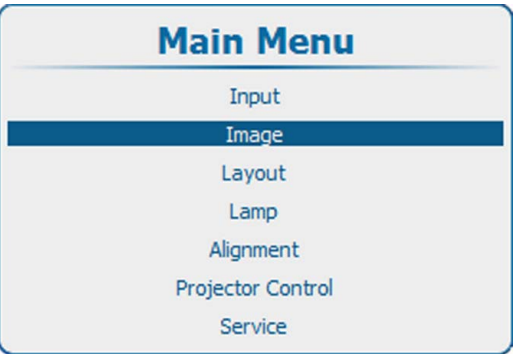 Main Menu
Input
Image
Layout
Lamp
Alignment
Projector Control
Service